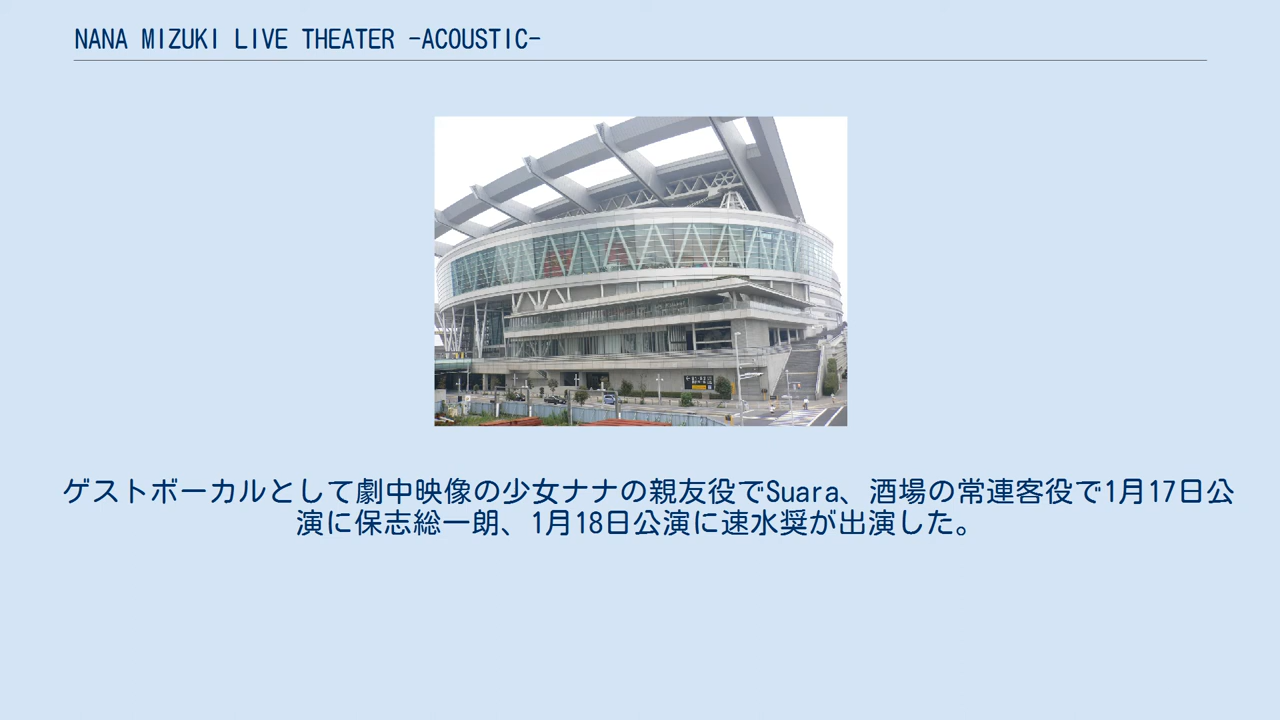 NANA MIZUKI LIVE THEATER -ACOUSTIC-
ゲストボーカルとして劇中映像の少女ナナの親友役でSuara、酒場の常連客役で1月17日公
演に保志総一朗、1月18日公演に速水奨が出演した。